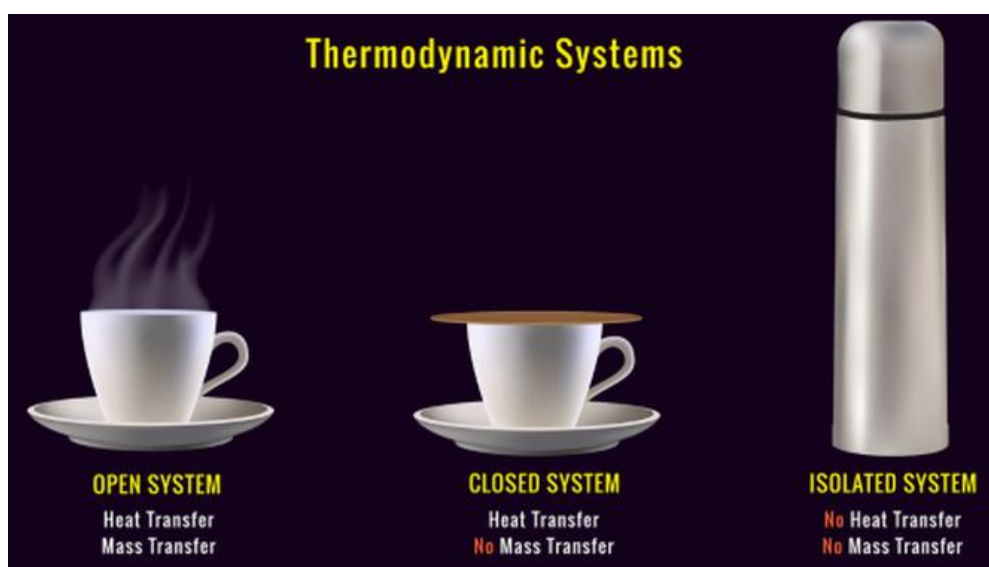 Thermodynamic Systems
OPEN SYSTEM
Heat Transfer
Mass Transfer
CLOSED SYSTEM
Heat Transfer
No Mass Transfer
ISOLATED SYSTEM
No Heat Transfer
No Mass Transfer